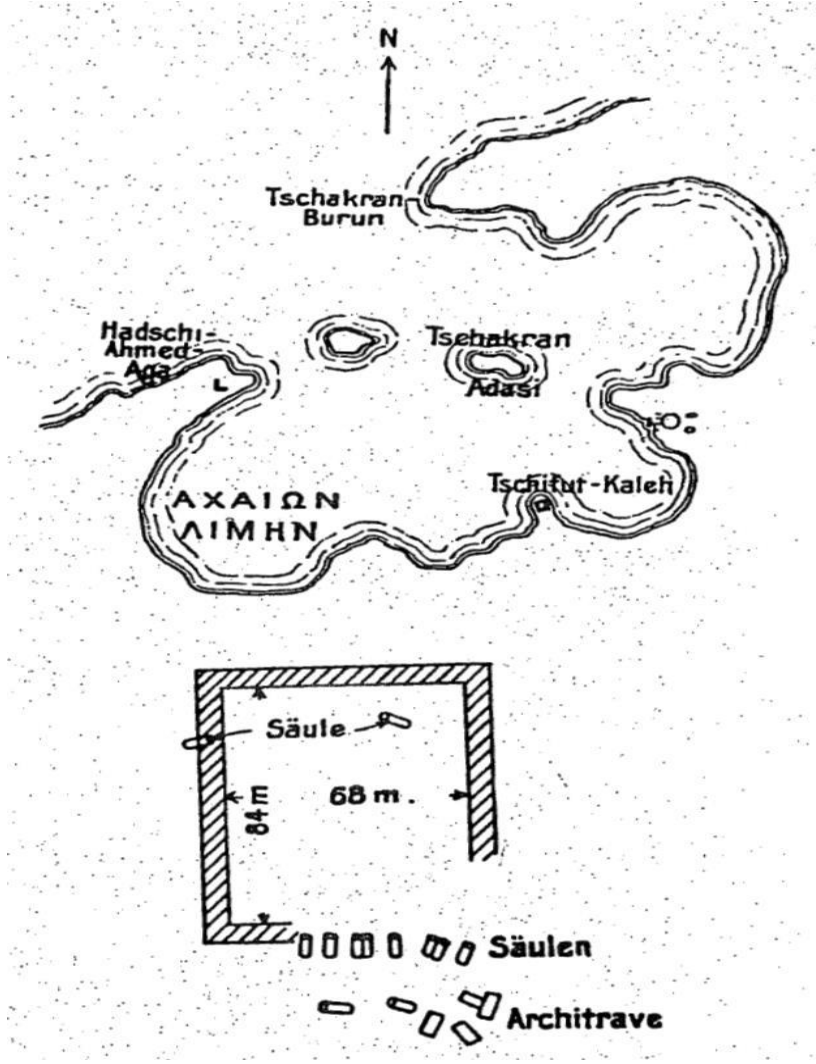 N
Tschakran
Burun
Hadschi-
Ahmed-
Aga
Tschakran
Adasi
Tschifut-Kaleh
ΑΧΑΙΩΝ
ΛΙΜΗΝ
Säule
68 m.
84 m
Säulen
Architrave